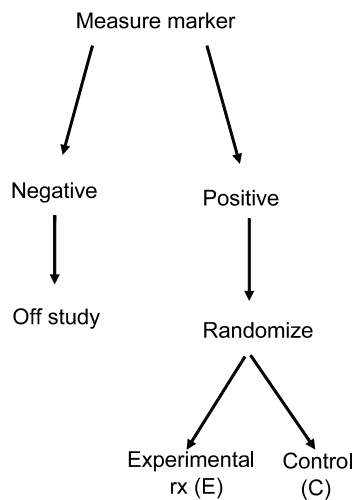 Measure marker
Negative
Positive
Off study
Randomize
Experimental
rx (E)
Control
(C)